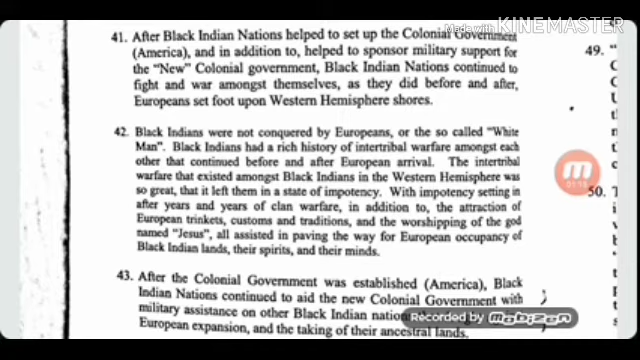 Made with KINEMASTER
41. After Black Indian Nations helped to set up the Colonial Government
(America), and in addition to, helped to sponsor military support for
the "New" Colonial government, Black Indian Nations continued to
fight and war amongst themselves, as they did before and after,
Europeans set foot upon Western Hemisphere shores.
42. Black Indians were not conquered by Europeans, or the so called "White
Man". Black Indians had a rich history of intertribal warfare amongst each
other that continued before and after European arrival. The intertribal
warfare that existed amongst Black Indians in the Western Hemisphere was
so great, that it left them in a state of impotency. With impotency setting in
after years and years of clan warfare, in addition to, the attraction of
European trinkets, customs and traditions, and the worshipping of the god
named "Jesus", all assisted in paving the way for European occupancy of
Black Indian lands, their spirits, and their minds.
43. After the Colonial Government was established (America), Black
Indian Nations continued to aid the new Colonial Government with
military assistance on other Black Indian
European expansion, and the taking of their ancestral lands.
49.
50.
Recorded by Mobizen